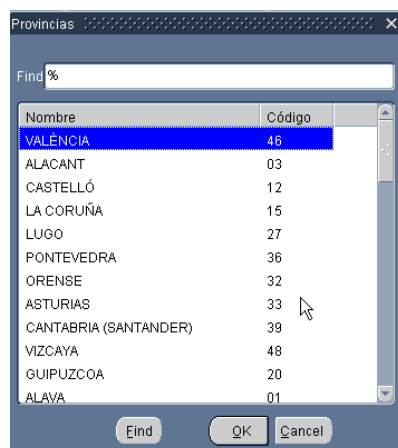 Provincias
Find %
Nombre Código
VALÈNCIA 46
ALACANT 03
CASTELLÓ 12
LA CORUÑA 15
LUGO 27
PONTEVEDRA 36
ORENSE 32
ASTURIAS 33
CANTABRIA (SANTANDER) 39
VIZCAYA 48
GUIPUZCOA 20
ALAVA 01
Find OK Cancel